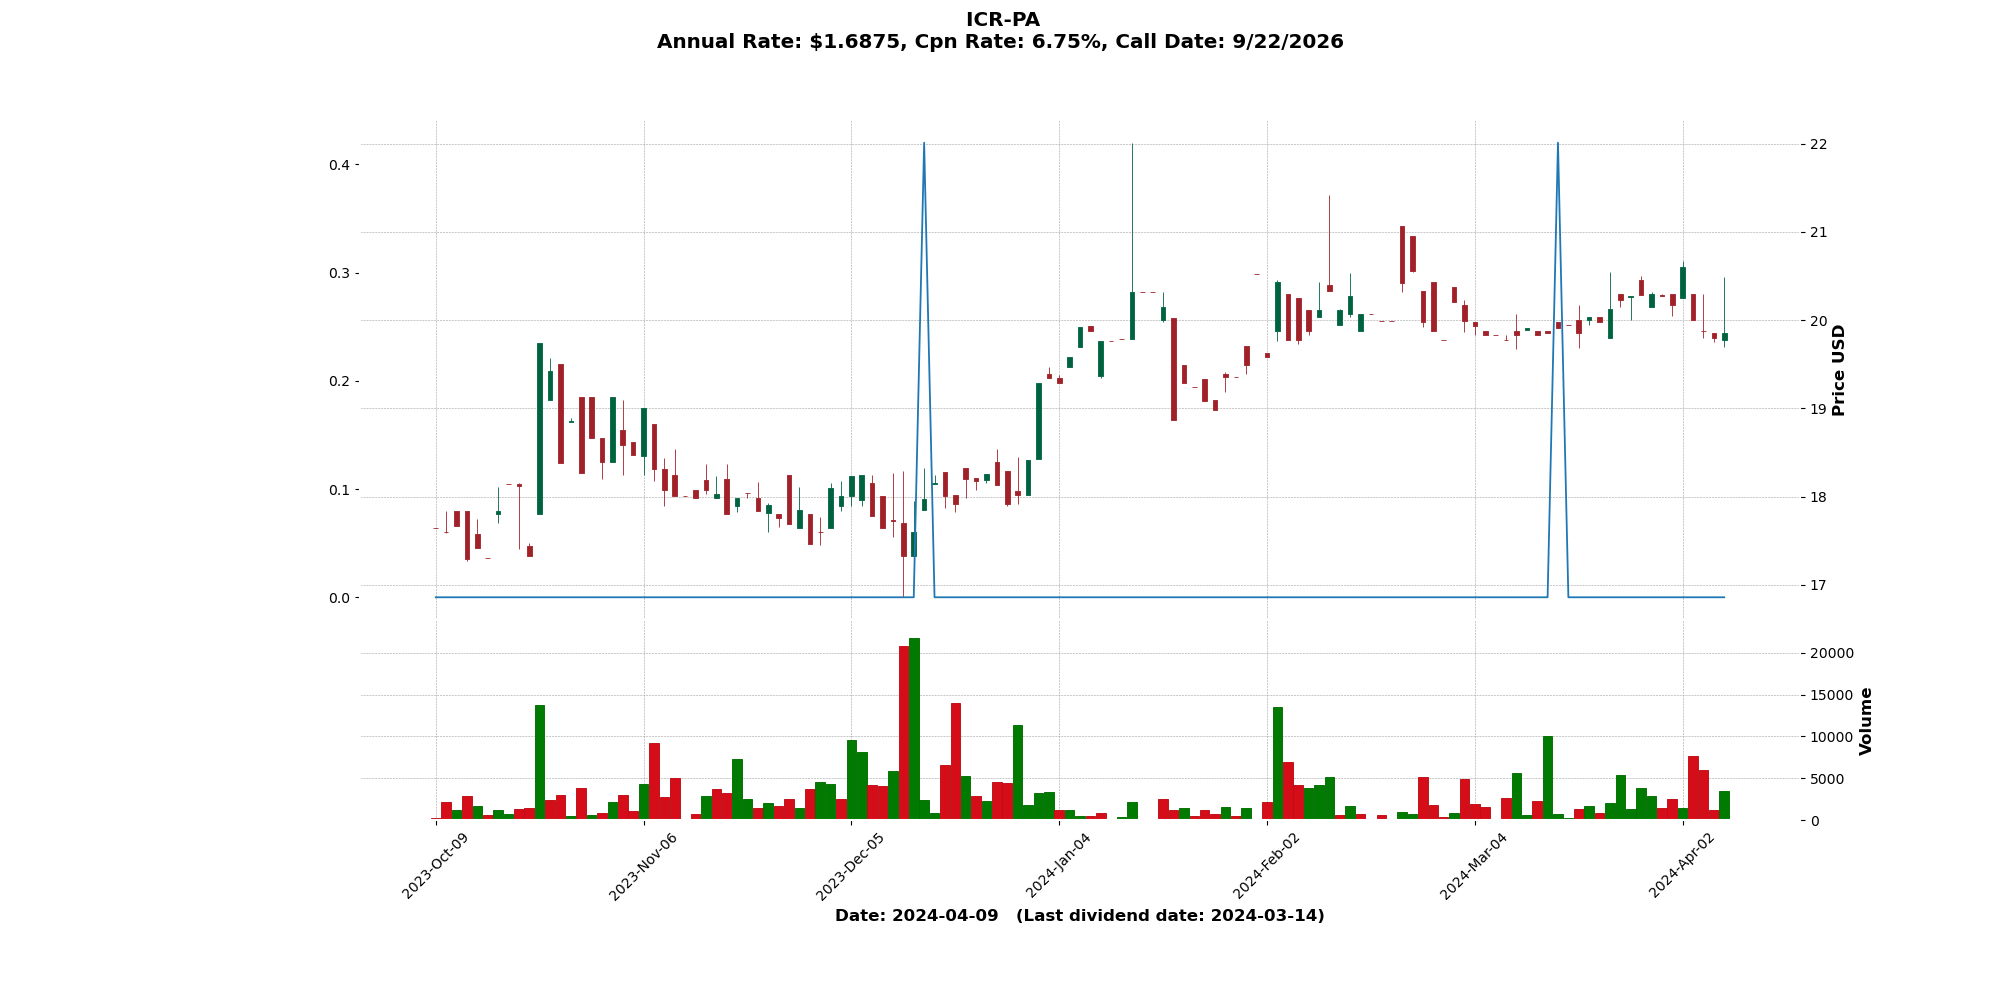 ICR-PA
Annual Rate: $1.6875, Cpn Rate: 6.75%, Call Date: 9/22/2026
0.4
0.3
0.2
0.1
0.0
22
21
20
19
18
17
Price USD
20000
15000
10000
5000
0
Volume
2023-Oct-09
2023-Nov-06
2023-Dec-05
2024-Jan-04
2024-Feb-02
2024-Mar-04
2024-Apr-02
Date: 2024-04-09   (Last dividend date: 2024-03-14)